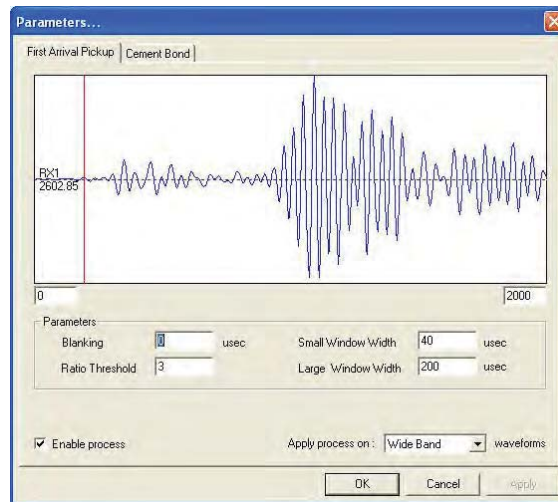 Parameters...
First Arrival Pickup Cement Bond
RX1
2602.85
0 2000
Parameters
Blanking 0 usec Small Window Width 40 usec
Ratio Threshold 3 Large Window Width 200 usec
Enable process Apply process on : Wide Band waveforms
OK Cancel Apply